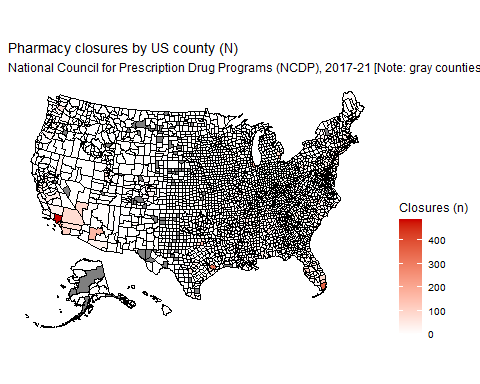 Pharmacy closures by US county (N)
National Council for Prescription Drug Programs (NCDP), 2017-21 [Note: gray counties
Closures (n)
400
300
200
100
0